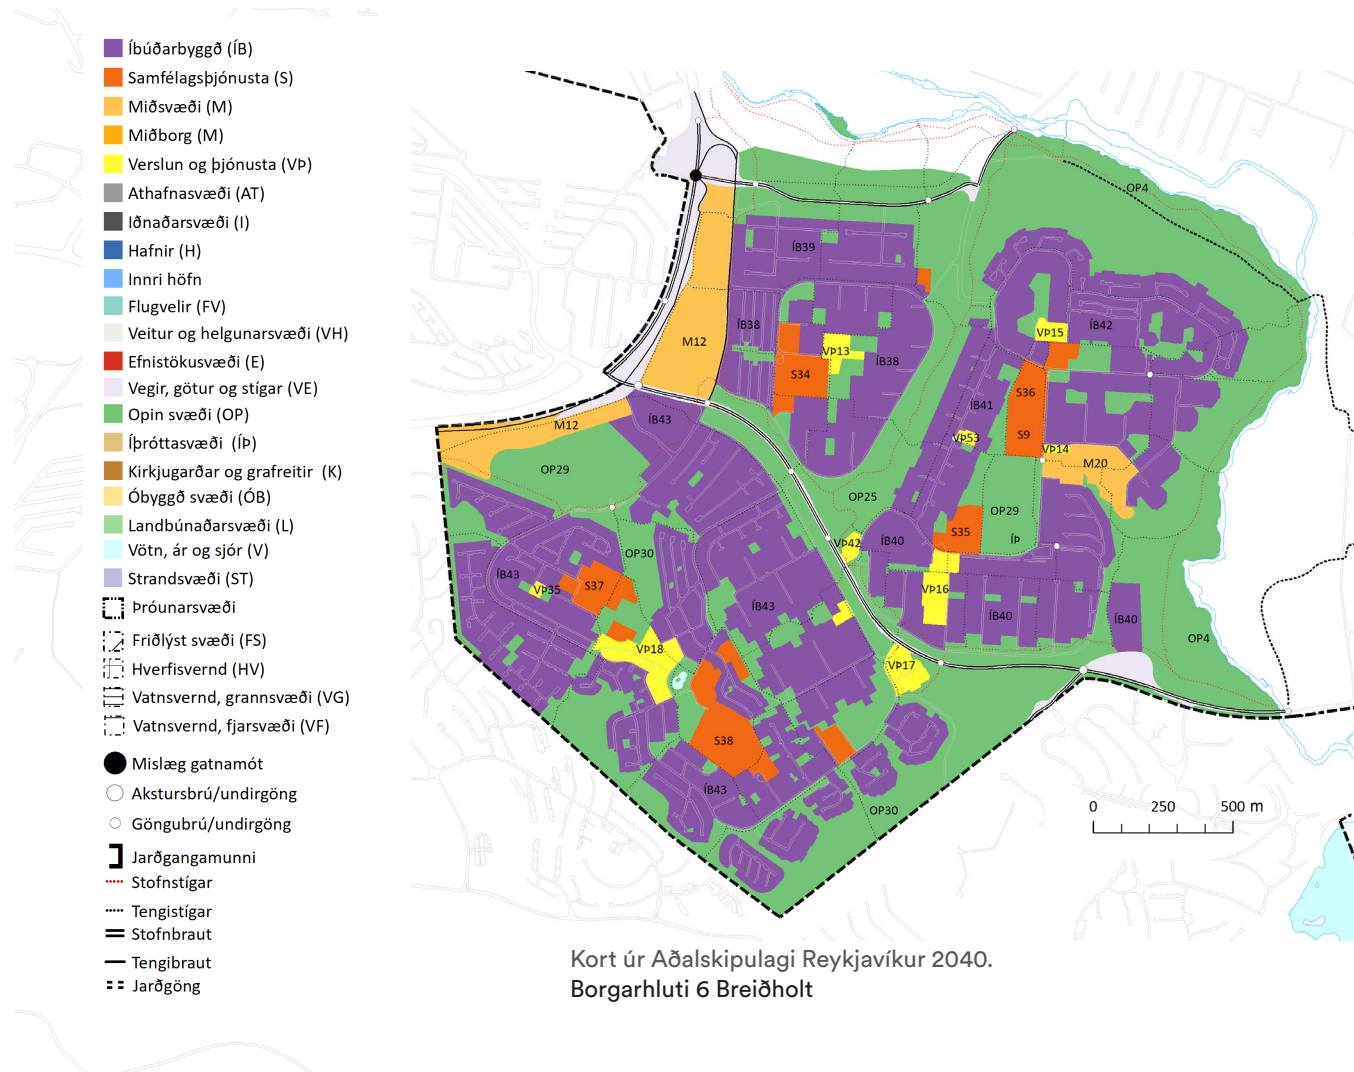 Íbúðarbyggð (ÍB)
Samfélagsþjónusta (S)
Miðsvæði (M)
Miðborg (M)
Verslun og þjónusta (VÞ)
Athafnasvæði (AT)
Iðnaðarsvæði (I)
Hafnir (H)
Innri höfn
Flugvelir (FV)
Veitur og helgunarsvæði (VH)
Efnistökusvæði (E)
Vegir, götur og stígar (VE)
Opin svæði (OP)
Íþróttasvæði (ÍÞ)
Kirkjugarðar og grafreitir (K)
Óbyggð svæði (ÓB)
Landbúnaðarsvæði (L)
Vötn, ár og sjór (V)
Strandsvæði (ST)
Þróunarsvæði
Friðlýst svæði (FS)
Hverfisvernd (HV)
Vatnsvernd, grannsvæði (VG)
Vatnsvernd, fjarsvæði (VF)
Mislæg gatnamót
Akstursbrú/undirgöng
Göngubrú/undirgöng
Jarðgangamunni
Stofnstígar
Tengistígar
Stofnbraut
Tengibraut
Jarðgöng
OP4
ÍB39
ÍB38
ÍB42
VÞ15
M12
VÞ13
ÍB38
S34
S36
ÍB41
ÍB43
M12
S9
VÞ53
VÞ14
M20
OP29
OP25
OP29
S35
ÍÞ
VÞ42
ÍB40
OP30
ÍB43
VÞ35
S37
VÞ16
ÍB43
ÍB40
ÍB40
OP4
VÞ18
VÞ17
S38
ÍB43
OP30
0 250 500 m
Kort úr Aðalskipulagi Reykjavíkur 2040.
Borgarhluti 6 Breiðholt